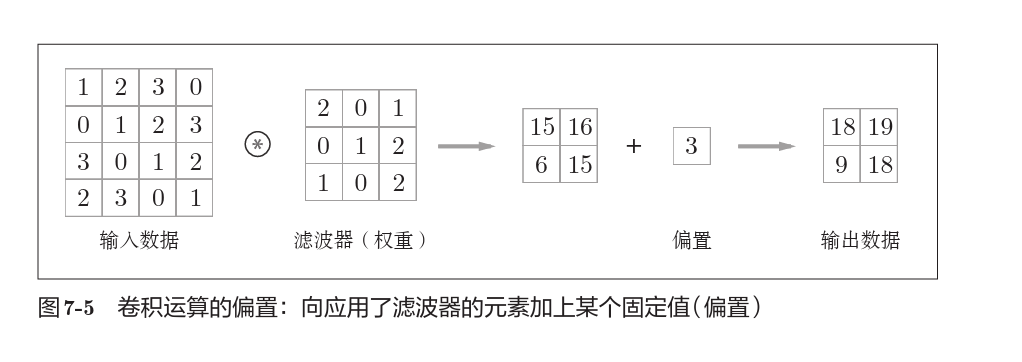 1 2 3 0
0 1 2 3
3 0 1 2
2 3 0 1
输入数据
⊛
2 0 1
0 1 2
1 0 2
滤波器（权重）
15 16
6 15
+
3
偏置
18 19
9 18
输出数据
图7-5 卷积运算的偏置：向应用了滤波器的元素加上某个固定值（偏置）